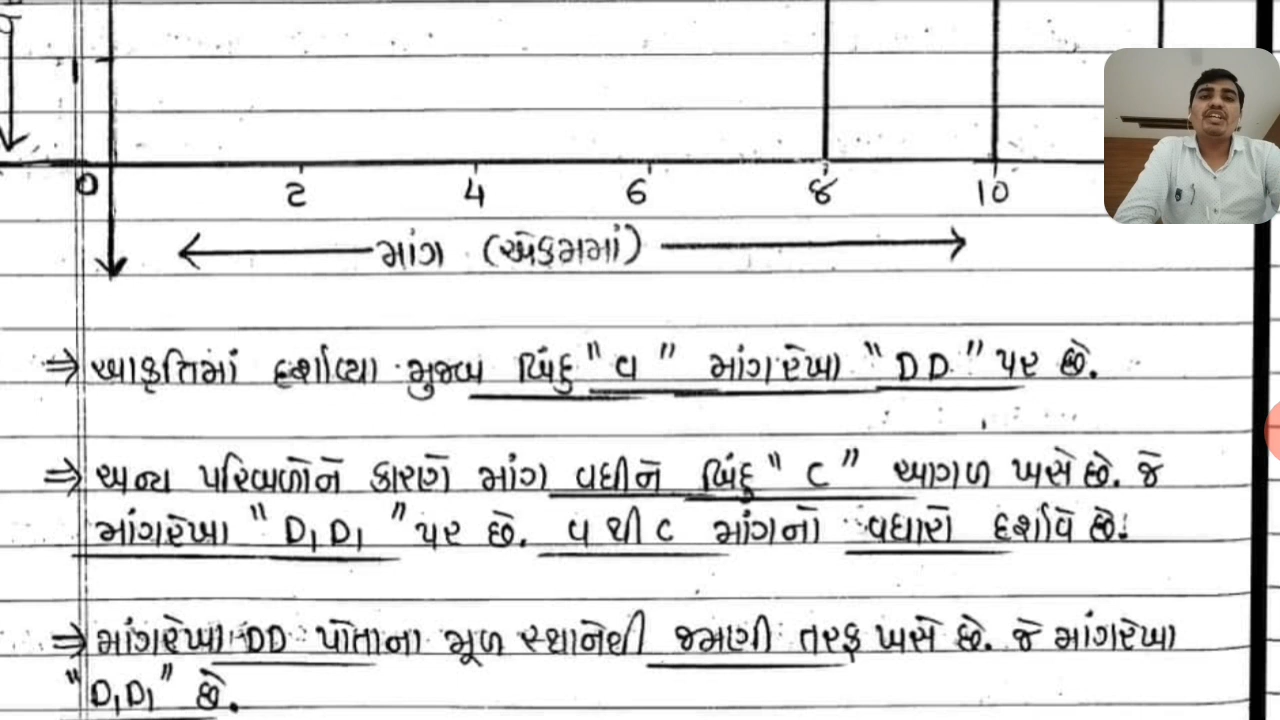 0 2 4 6 8 10
માંગ (એકમમાં)
⇒ આકૃતિમાં દર્શાવ્યા મુજબ બિંદુ "વ" માંગરેખા "DD" પર છે.
⇒ અન્ય પરિબળોને કારણે માંગ વધીને બિંદુ "C" આગળ ખસે છે. જે
માંગરેખા "D₁D₁" પર છે. વ થી C માંગનો વધારો દર્શાવે છે.
⇒ માંગરેખા DD પોતાના મૂળ સ્થાનેથી જમણી તરફ ખસે છે. જે માંગરેખા
"D₁D₁" છે.